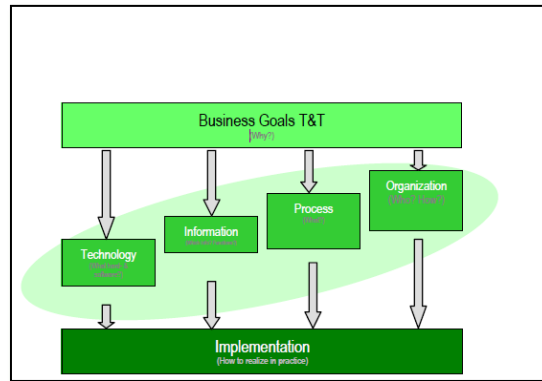 Business Goals T&T
(Why?)
Organization
(Who? How?)
Process
Information
Technology
Implementation
(How to realize in practice)